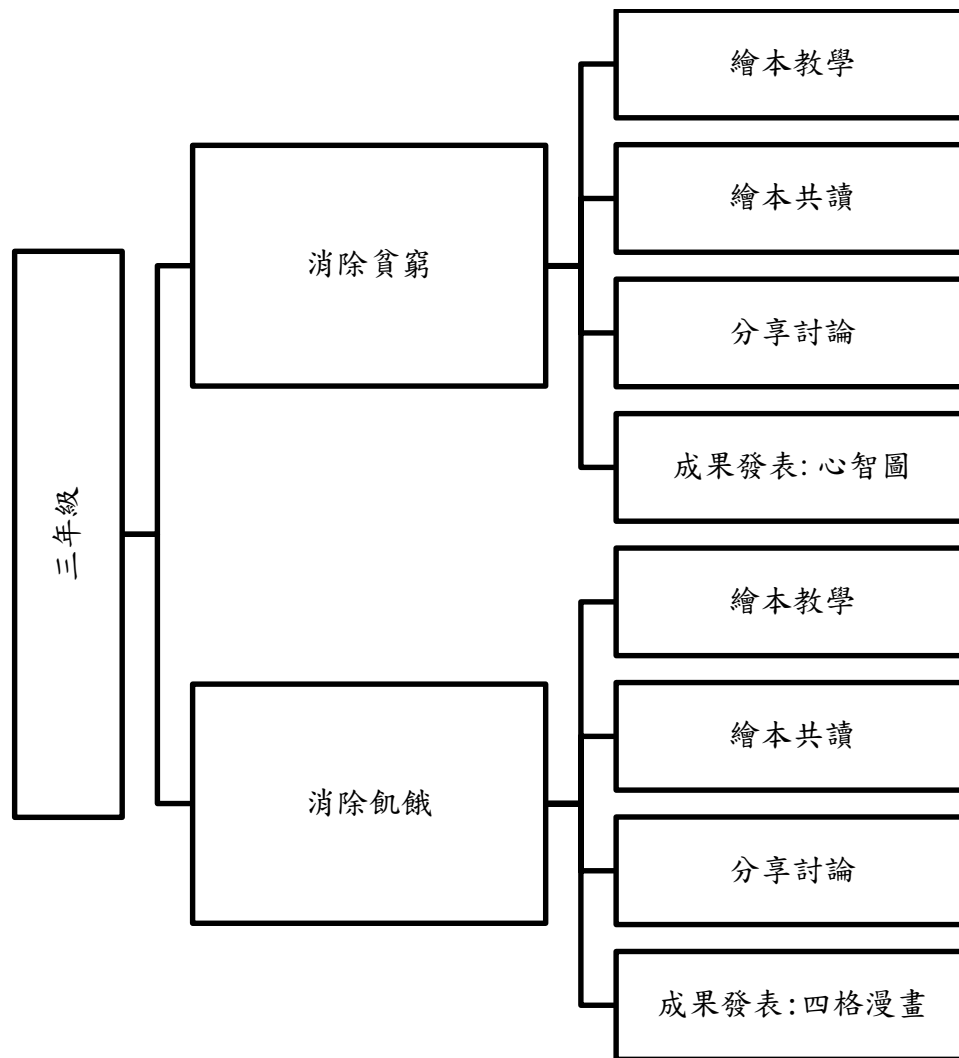 三年級
消除貧窮
繪本教學
繪本共讀
分享討論
成果發表:心智圖
消除飢餓
繪本教學
繪本共讀
分享討論
成果發表:四格漫畫